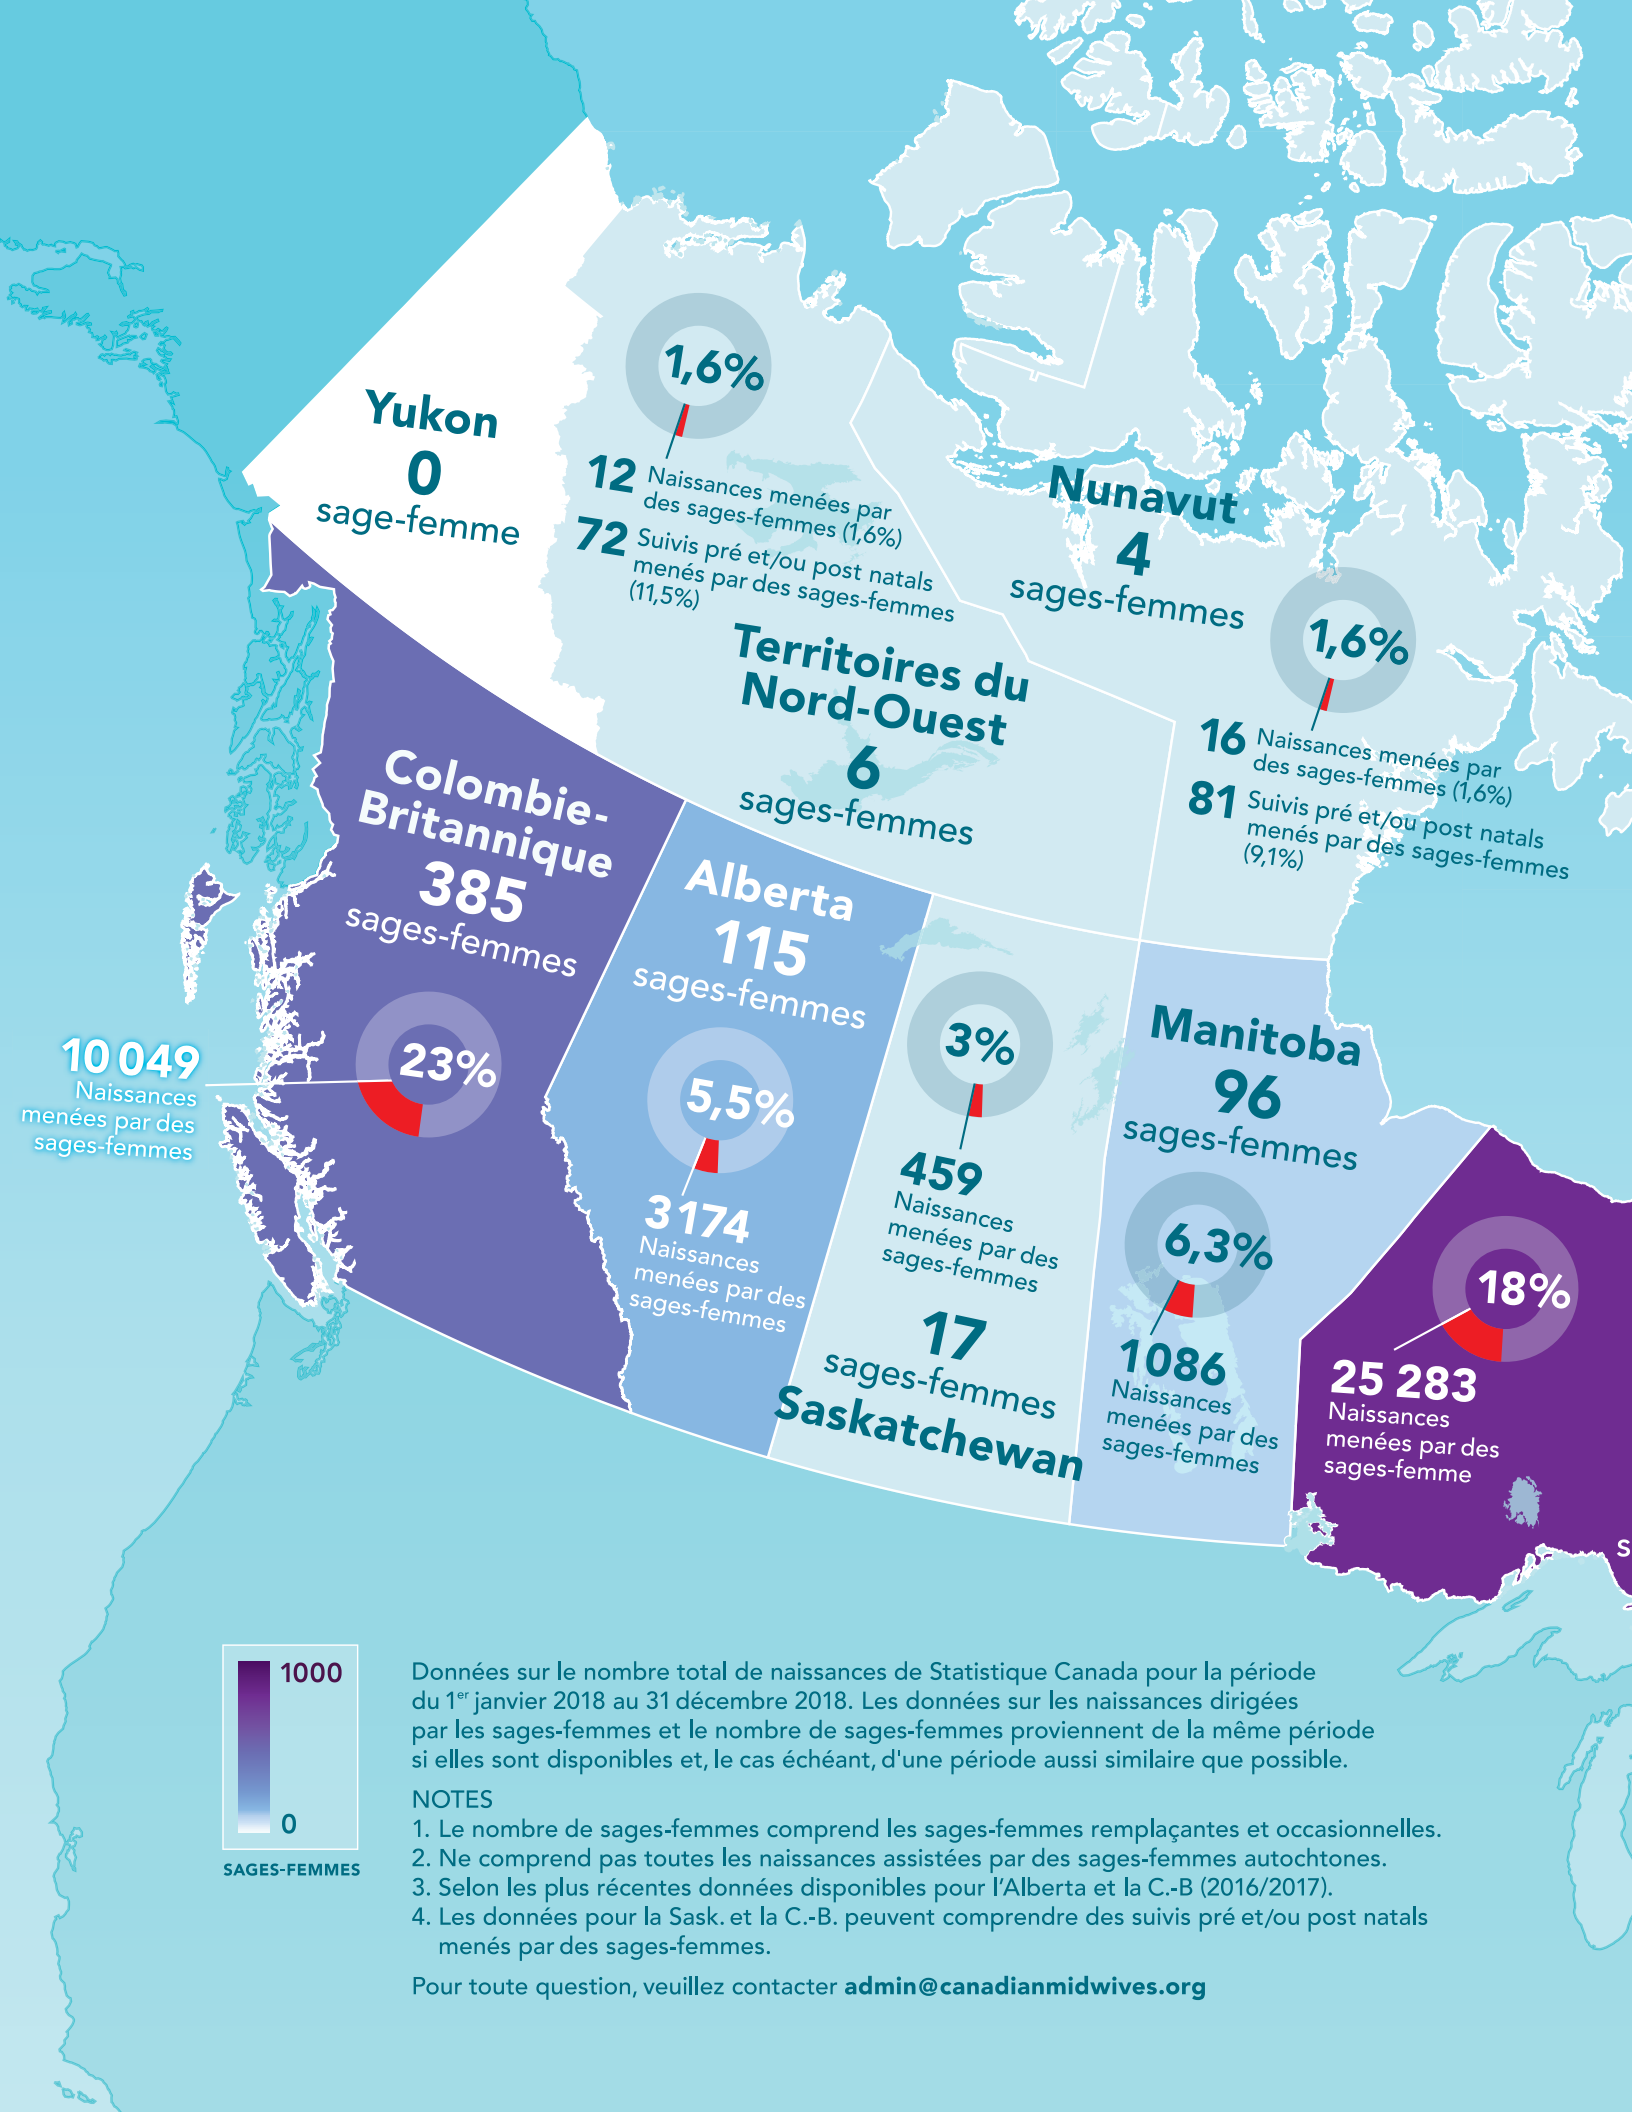 Yukon
0
sage-femme
1,6%
12 Naissances menées par
des sages-femmes (1,6%)
72 Suivis pré et/ou post natals
menés par des sages-femmes
(11,5%)
Territoires du
Nord-Ouest
6
sages-femmes
Nunavut
4
sages-femmes
1,6%
16 Naissances menées par
des sages-femmes (1,6%)
81 Suivis pré et/ou post natals
menés par des sages-femmes
(9,1%)
Colombie-
Britannique
385
sages-femmes
23%
10 049
Naissances
menées par des
sages-femmes
Alberta
115
sages-femmes
5,5%
3 174
Naissances
menées par des
sages-femmes
3%
459
Naissances
menées par des
sages-femmes
17
sages-femmes
Saskatchewan
Manitoba
96
sages-femmes
6,3%
1086
Naissances
menées par des
sages-femmes
18%
25 283
Naissances
menées par des
sages-femme
s
1000
0
SAGES-FEMMES
Données sur le nombre total de naissances de Statistique Canada pour la période
du 1er janvier 2018 au 31 décembre 2018. Les données sur les naissances dirigées
par les sages-femmes et le nombre de sages-femmes proviennent de la même période
si elles sont disponibles et, le cas échéant, d'une période aussi similaire que possible.
NOTES
1. Le nombre de sages-femmes comprend les sages-femmes remplaçantes et occasionnelles.
2. Ne comprend pas toutes les naissances assistées par des sages-femmes autochtones.
3. Selon les plus récentes données disponibles pour l'Alberta et la C.-B (2016/2017).
4. Les données pour la Sask. et la C.-B. peuvent comprendre des suivis pré et/ou post natals
menés par des sages-femmes.
Pour toute question, veuillez contacter admin@canadianmidwives.org